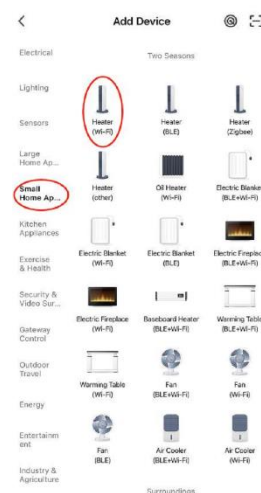 Add Device
Electrical
Lighting
Sensors
Large
Home Ap...
Small
Home Ap...
Kitchen
Appliances
Exercise
& Health
Security &
Video Sur...
Gateway
Control
Outdoor
Travel
Energy
Entertainm
ent
Industry &
Agriculture
Two Seasons
Heater
(Wi-Fi)
Heater
(BLE)
Heater
(Zigbee)
Heater
(other)
Oil Heater
(Wi-Fi)
Electric Blanket
(BLE+Wi-Fi)
Electric Blanket
(Wi-Fi)
Electric Blanket
(BLE)
Electric Fireplace
(BLE+Wi-Fi)
Electric Fireplace
(Wi-Fi)
Baseboard Heater
(BLE+Wi-Fi)
Warming Table
(BLE+Wi-Fi)
Warming Table
(Wi-Fi)
Fan
(BLE+Wi-Fi)
Fan
(Wi-Fi)
Fan
(BLE)
Air Cooler
(BLE+Wi-Fi)
Air Cooler
(Wi-Fi)
Surroundings